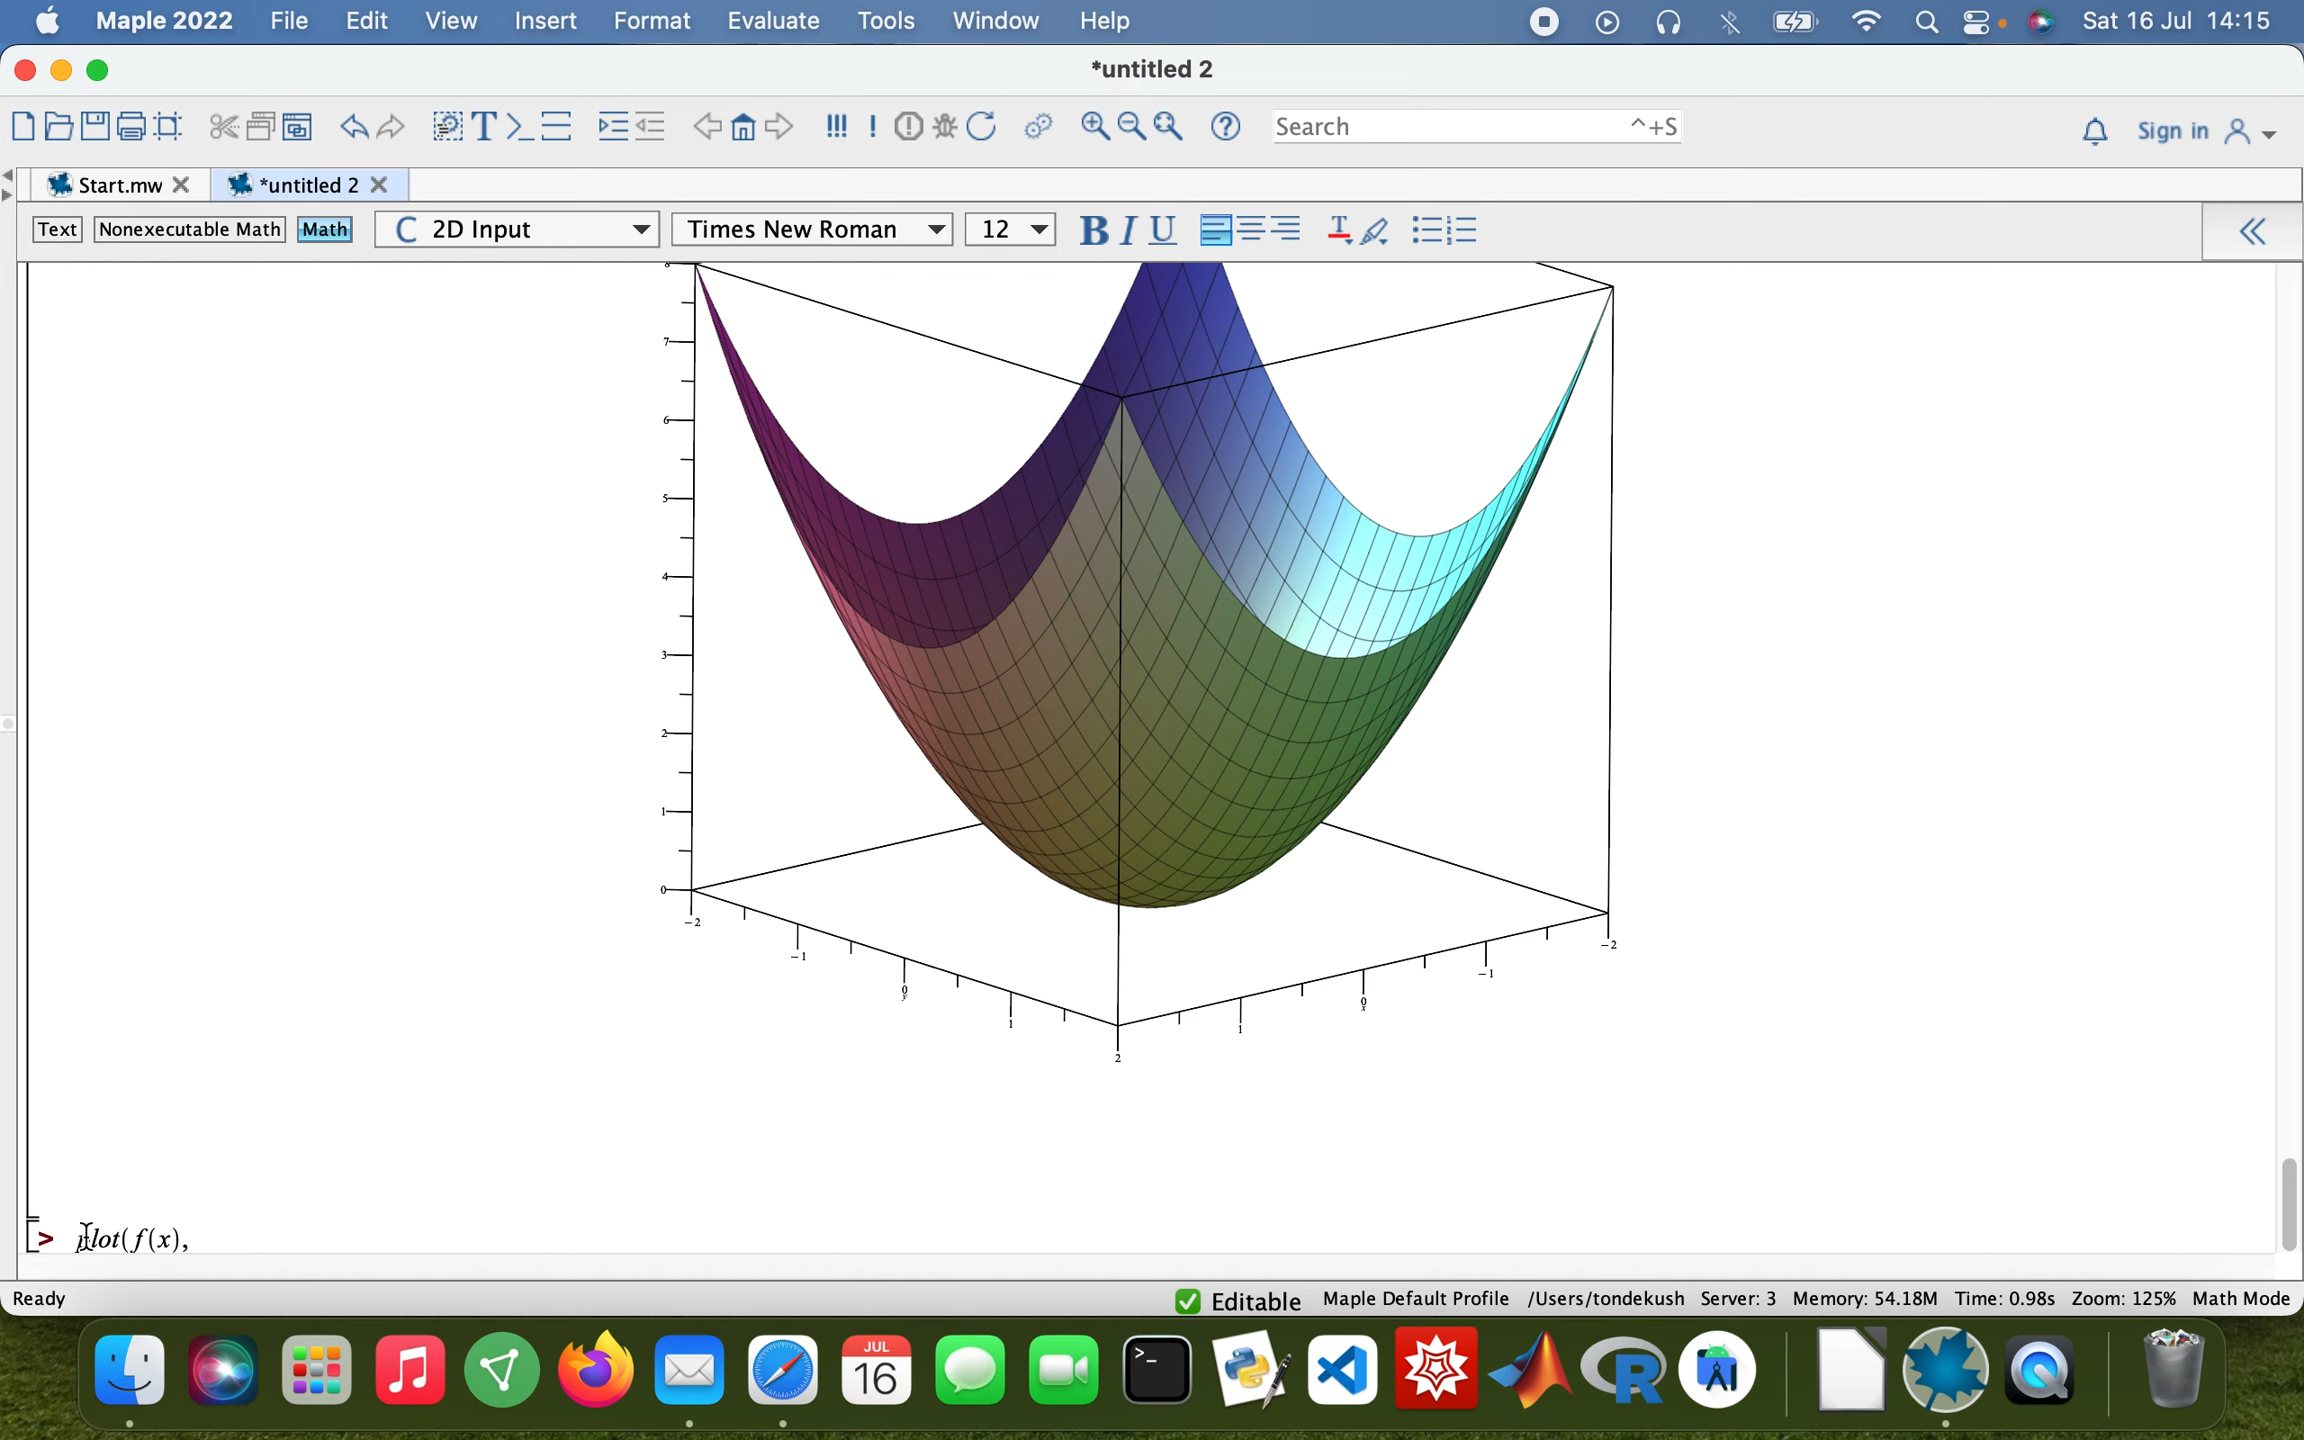 Maple 2022 File Edit View Insert Format Evaluate Tools Window Help Sat 16 Jul 14:15
*untitled 2
Search ^+S Sign in
Start.mw *untitled 2
Text Nonexecutable Math Math C 2D Input Times New Roman 12 B I U
7
6
5
4
3
2
1
0
-2
-1
0
y
1
2
1
0
x
-1
-2
> plot(f(x),
Ready Editable Maple Default Profile /Users/tondekush Server: 3 Memory: 54.18M Time: 0.98s Zoom: 125% Math Mode
JUL
16